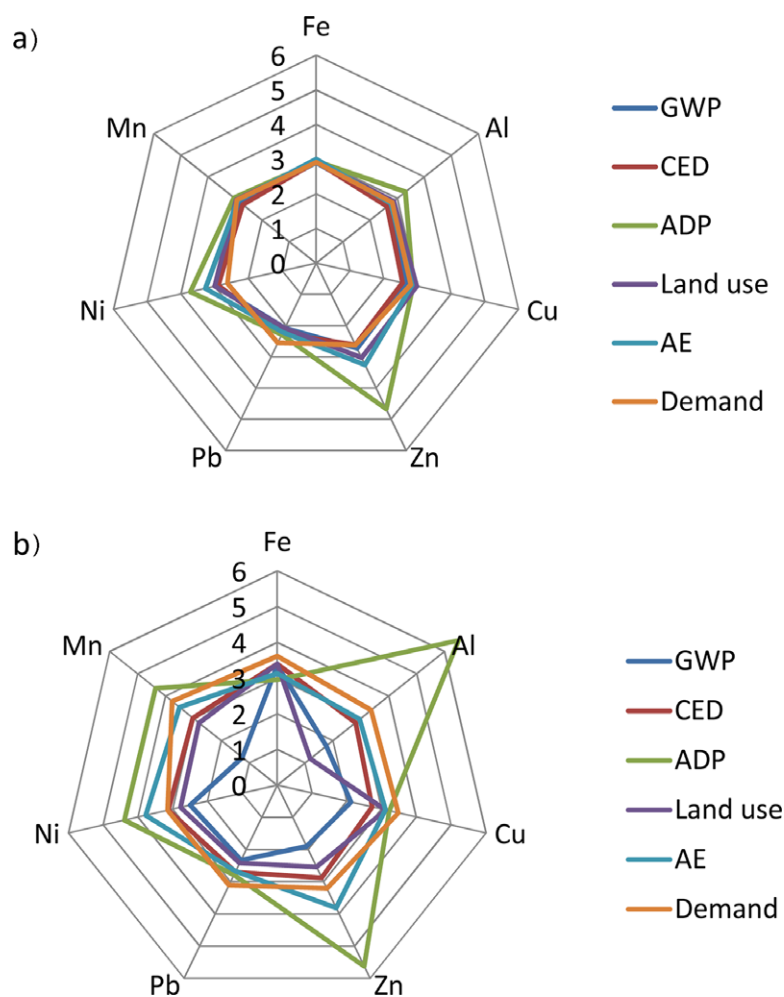 a)
Fe
6
5
4
3
2
1
0
Mn
Al
Ni
Cu
Pb
Zn
GWP
CED
ADP
Land use
AE
Demand
b)
Fe
6
5
4
3
2
1
0
Mn
Al
Ni
Cu
Pb
Zn
GWP
CED
ADP
Land use
AE
Demand